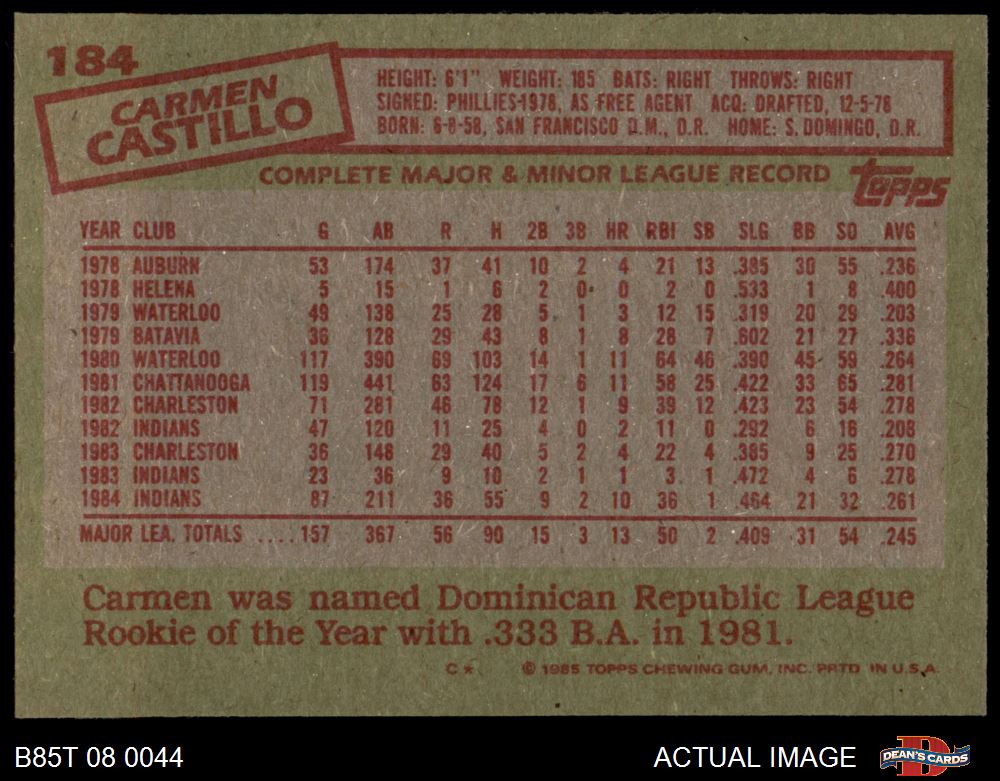 184
CARMEN
CASTILLO
HEIGHT: 6'1" WEIGHT: 185 BATS: RIGHT THROWS: RIGHT
SIGNED: PHILLIES-1978, AS FREE AGENT ACQ: DRAFTED, 12-5-78
BORN: 6-8-58, SAN FRANCISCO D.M., D.R. HOME: S. DOMINGO, D.R.
COMPLETE MAJOR & MINOR LEAGUE RECORD
topps
YEAR CLUB G AB R H 2B 3B HR RBI SB SLG BB SO AVG
1978 AUBURN 53 174 37 41 10 2 4 21 13 .385 30 55 .236
1978 HELENA 5 15 1 6 2 0 0 2 0 .533 1 8 .400
1979 WATERLOO 49 138 25 28 5 1 3 12 15 .319 20 29 .203
1979 BATAVIA 36 128 29 43 8 1 8 28 7 .602 21 27 .336
1980 WATERLOO 117 390 69 103 14 1 11 64 46 .390 45 59 .264
1981 CHATTANOOGA 119 441 63 124 17 6 11 58 25 .422 33 65 .281
1982 CHARLESTON 71 281 46 78 12 1 9 39 12 .423 23 54 .278
1982 INDIANS 47 120 11 25 4 0 2 11 0 .292 6 16 .208
1983 CHARLESTON 36 148 29 40 5 2 4 22 4 .385 9 25 .270
1983 INDIANS 23 36 9 10 2 1 1 3 1 .472 4 6 .278
1984 INDIANS 87 211 36 55 9 2 10 36 1 .464 21 32 .261
MAJOR LEA. TOTALS ....157 367 56 90 15 3 13 50 2 .409 31 54 .245
Carmen was named Dominican Republic League
Rookie of the Year with .333 B.A. in 1981.
C* © 1985 TOPPS CHEWING GUM, INC. PRTD IN U.S.A.
B85T 08 0044
ACTUAL IMAGE
DEAN'S CARDS